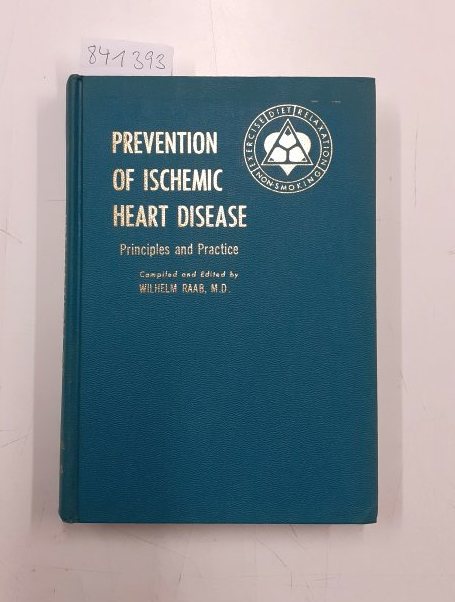 841393
PREVENTION
OF ISCHEMIC
HEART DISEASE
Principles and Practice
Compiled and Edited by
WILHELM RAAB, M.D.
EXERCISE DIET RELAXATION NONSMOKING